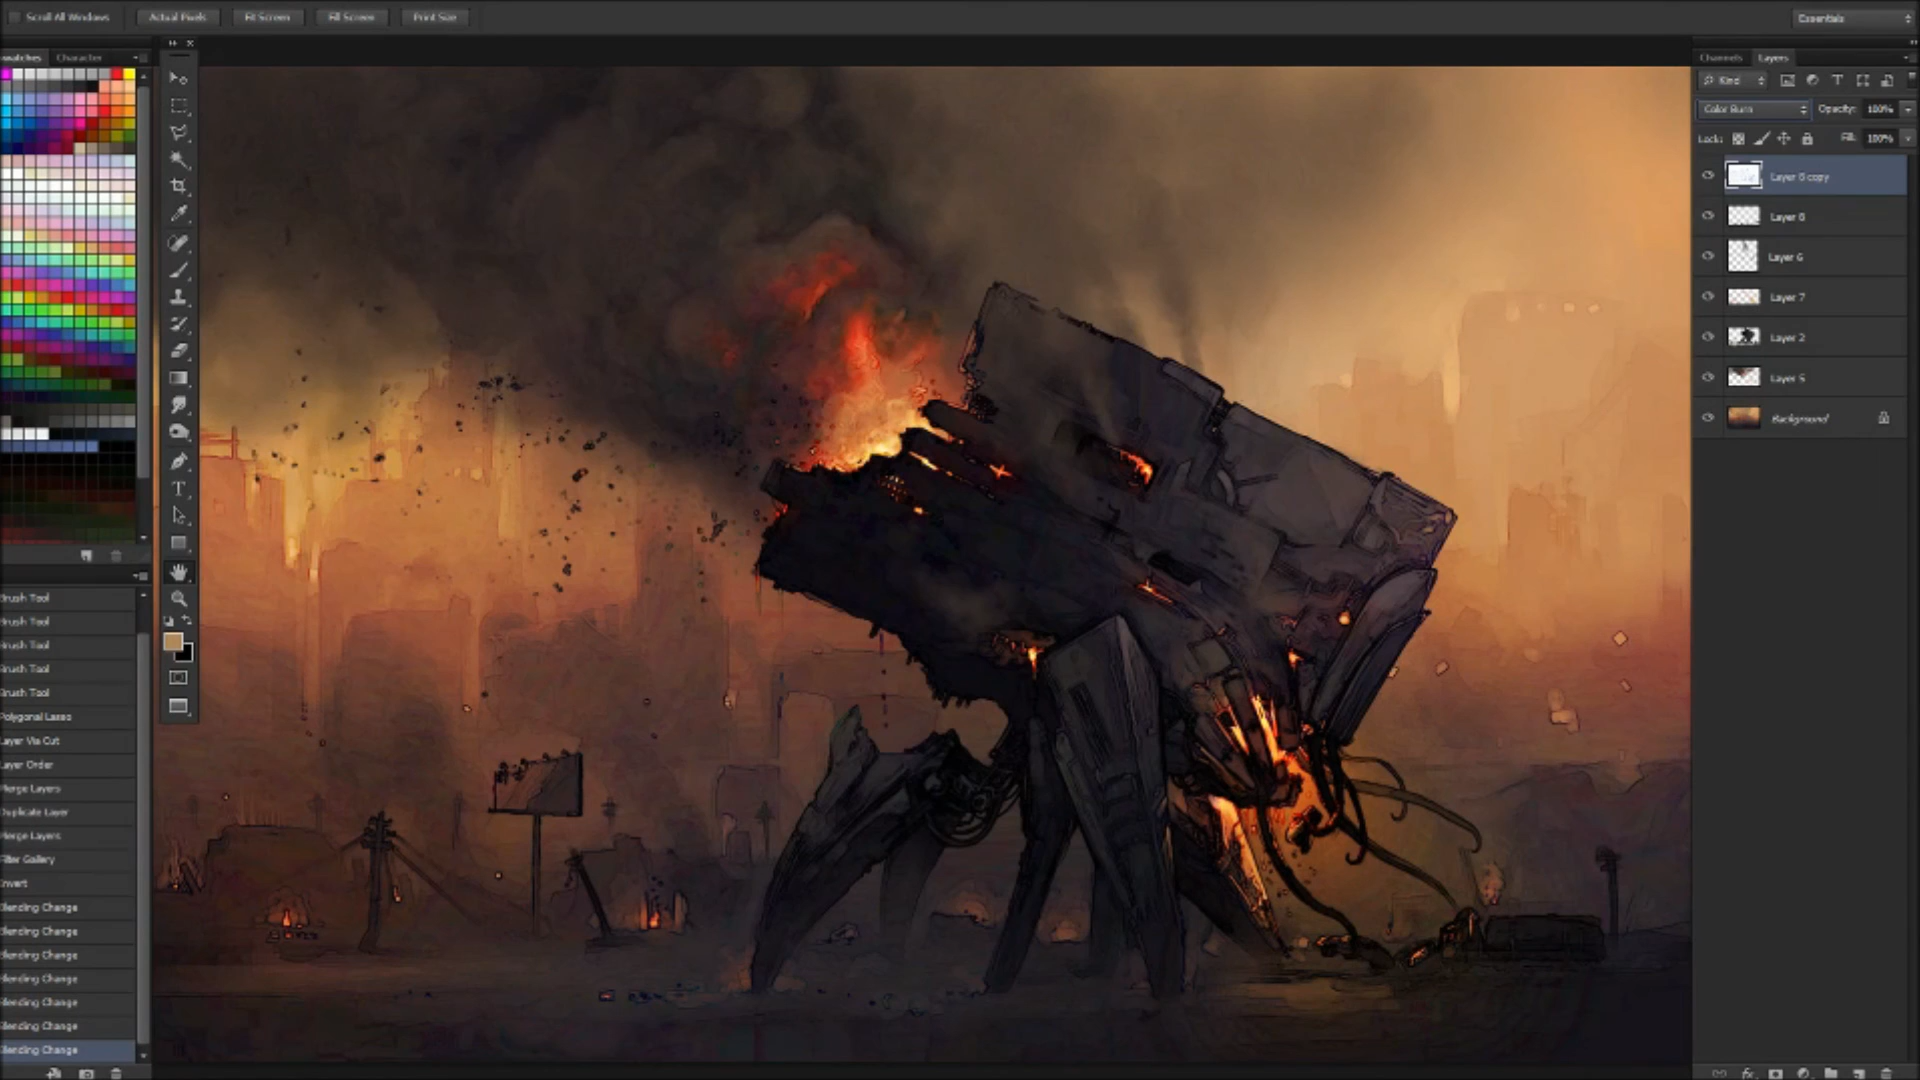 Scroll All Windows
Actual Pixels
Fit Screen
Fill Screen
Print Size
Essentials
swatches
Character
Brush Tool
Brush Tool
Brush Tool
Brush Tool
Brush Tool
Polygonal Lasso
Layer Via Cut
Layer Order
Merge Layers
Duplicate Layer
Merge Layers
Filter Gallery
Invert
Blending Change
Blending Change
Blending Change
Blending Change
Blending Change
Blending Change
Blending Change
Channels
Layers
Kind
Color Burn
Opacity: 100%
Lock:
Fill: 100%
Layer 8 copy
Layer 8
Layer 6
Layer 7
Layer 2
Layer 5
Background